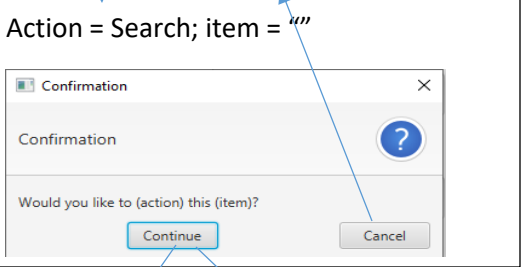 Action = Search; item = “”
Confirmation
Confirmation
?
Would you like to (action) this (item)?
Continue
Cancel